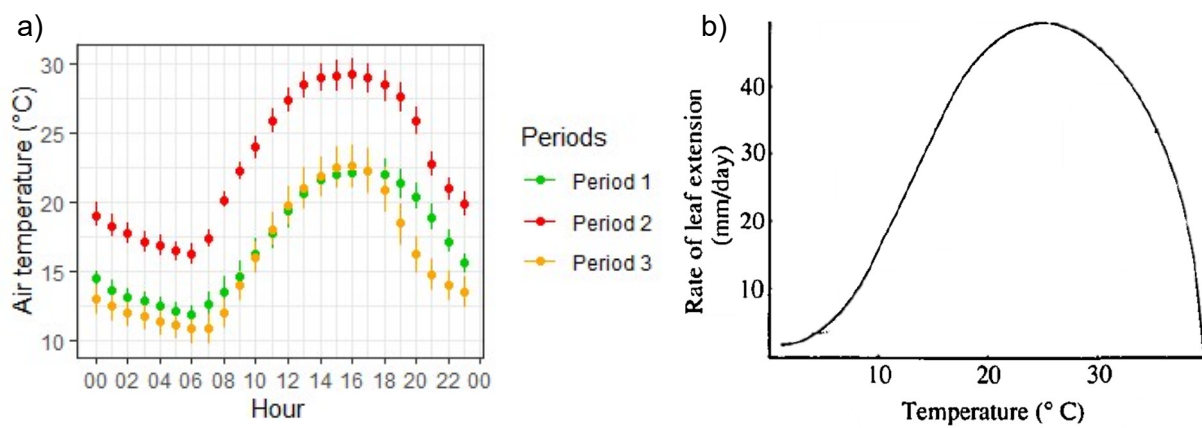 a)
Air temperature (°C)
30
25
20
15
10
00 02 04 06 08 10 12 14 16 18 20 22 00
Hour
Periods
Period 1
Period 2
Period 3
b)
Rate of leaf extension
(mm/day)
40
30
20
10
10 20 30
Temperature (° C)